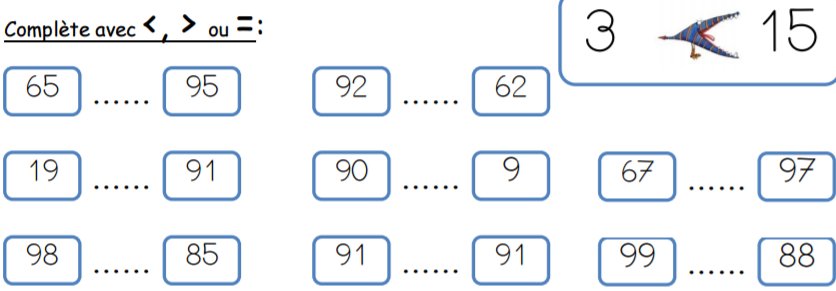 Complète avec <, > ou =:
3 15
65 ...... 95 92 ...... 62
19 ...... 91 90 ...... 9 67 ...... 97
98 ...... 85 91 ...... 91 99 ...... 88